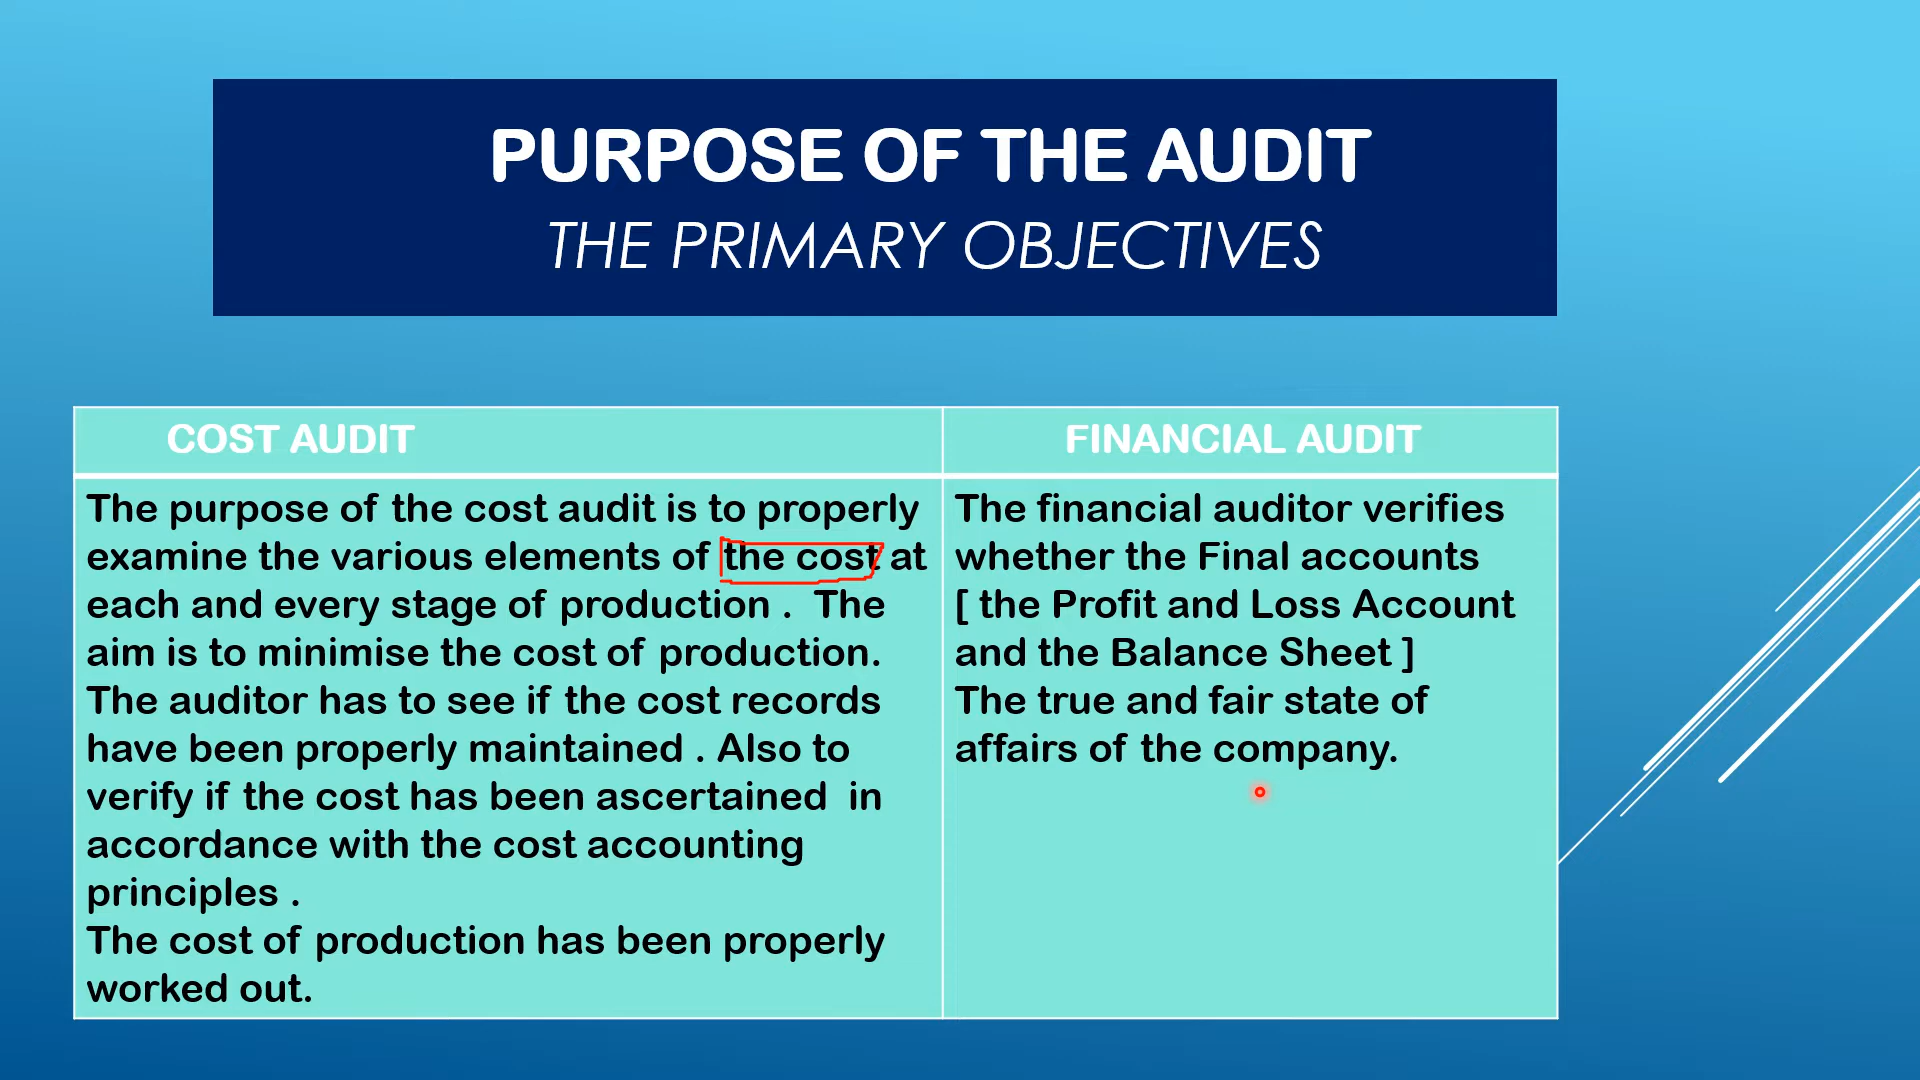 PURPOSE OF THE AUDIT
THE PRIMARY OBJECTIVES
COST AUDIT
The purpose of the cost audit is to properly
examine the various elements of the cost at
each and every stage of production . The
aim is to minimise the cost of production.
The auditor has to see if the cost records
have been properly maintained . Also to
verify if the cost has been ascertained in
accordance with the cost accounting
principles .
The cost of production has been properly
worked out.
FINANCIAL AUDIT
The financial auditor verifies
whether the Final accounts
[ the Profit and Loss Account
and the Balance Sheet ]
The true and fair state of
affairs of the company.